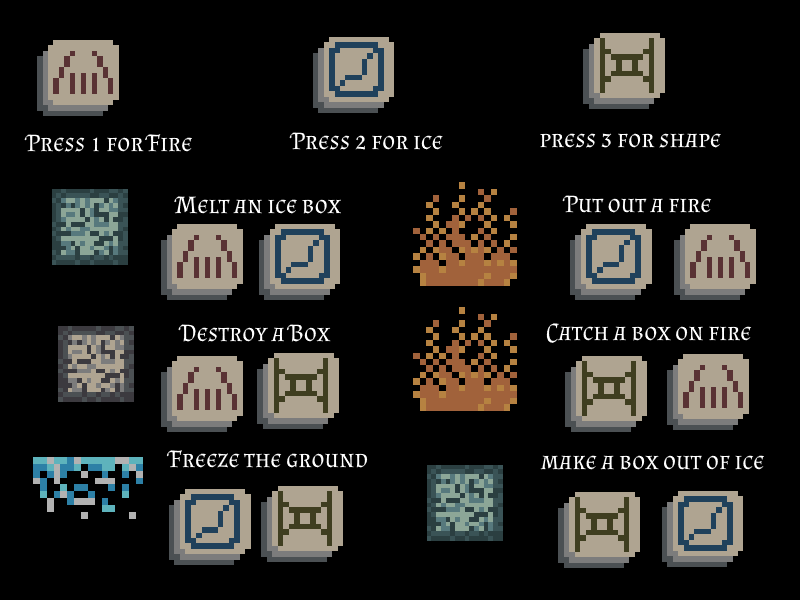 Press 1 for Fire
Press 2 for ice
press 3 for shape
Melt an ice box
Put out a fire
Destroy a Box
Catch a box on fire
Freeze the ground
make a box out of ice